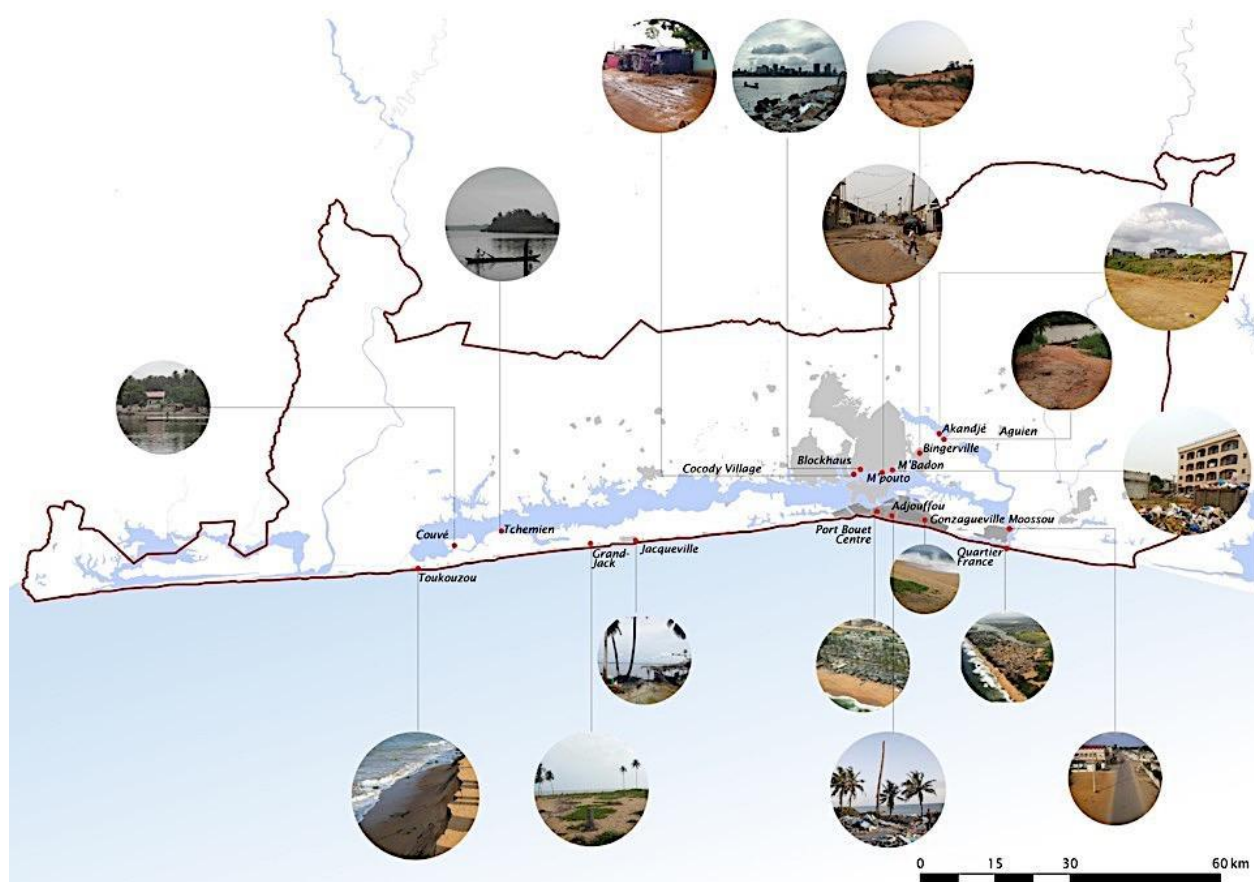 Akandjé
Aguien
Bingerville
Blockhaus
M'Badon
Cocody Village
M'pouto
Adjouffou
Gonzagueville Moossou
Port Bouet
Centre
Couvé
Tchemien
Grand-
Jack
Jacqueville
Quartier
France
Toukouzou
0 15 30 60 km